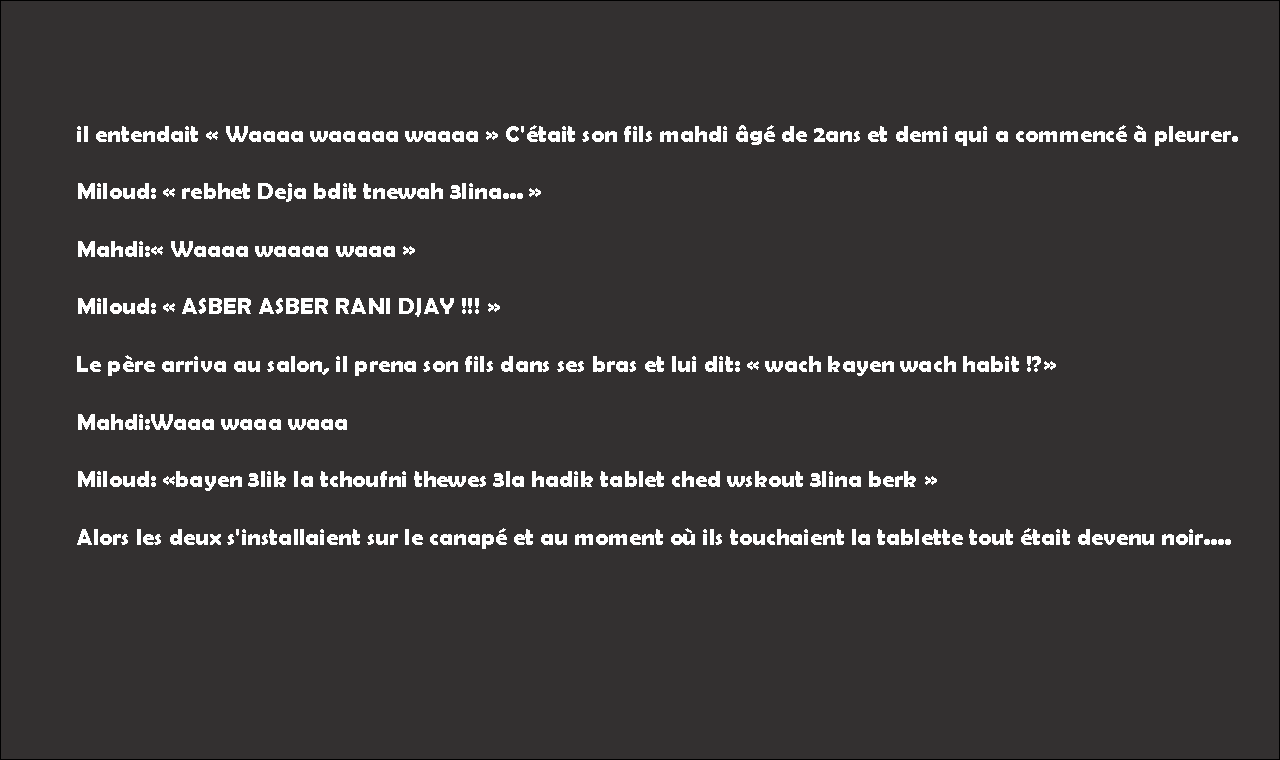 il entendait « Waaaa waaaaa waaaa » C'était son fils mahdi âgé de 2ans et demi qui a commencé à pleurer.
Miloud: « rebhet Deja bdit tnewah 3lina... »
Mahdi:« Waaaa waaaa waaa »
Miloud: « ASBER ASBER RANI DJAY !!! »
Le père arriva au salon, il prena son fils dans ses bras et lui dit: « wach kayen wach habit !?»
Mahdi:Waaa waaa waaa
Miloud: «bayen 3lik la tchoufni thewes 3la hadik tablet ched wskout 3lina berk »
Alors les deux s'installaient sur le canapé et au moment où ils touchaient la tablette tout était devenu noir....